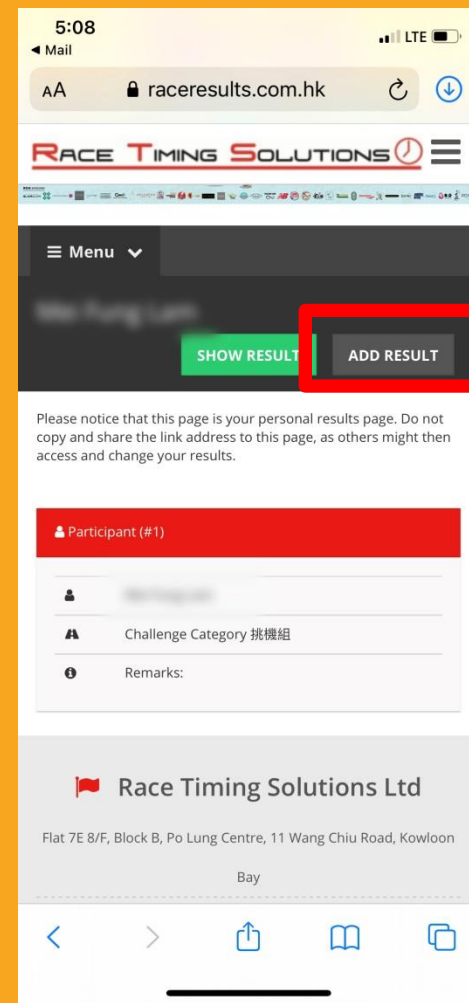 5:08
LTE
Mail
AA raceresults.com.hk
RACE TIMING SOLUTIONS
Menu
SHOW RESULT ADD RESULT
Please notice that this page is your personal results page. Do not
copy and share the link address to this page, as others might then
access and change your results.
Participant (#1)
Challenge Category 挑機組
Remarks:
Race Timing Solutions Ltd
Flat 7E 8/F, Block B, Po Lung Centre, 11 Wang Chiu Road, Kowloon
Bay